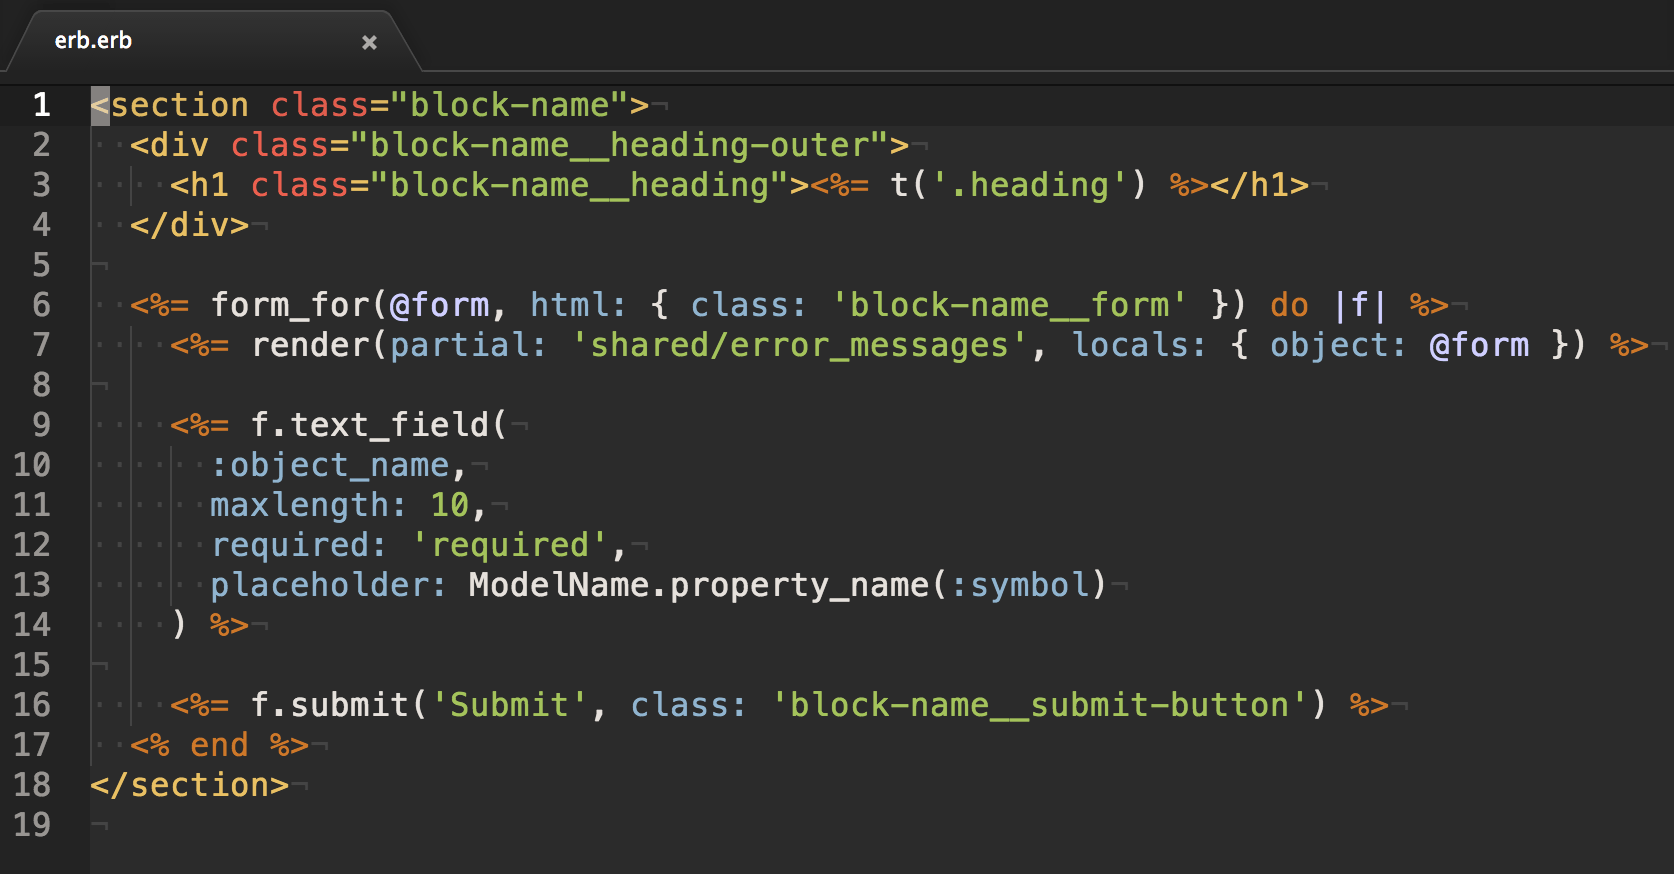 erb.erb ×
1 <section class="block-name">¬
2 ··<div class="block-name__heading-outer">¬
3 ····<h1 class="block-name__heading"><%= t('.heading') %></h1>¬
4 ··</div>¬
5 ¬
6 ··<%= form_for(@form, html: { class: 'block-name__form' }) do |f| %>¬
7 ····<%= render(partial: 'shared/error_messages', locals: { object: @form }) %>¬
8 ¬
9 ····<%= f.text_field(¬
10 ······:object_name,¬
11 ······maxlength: 10,¬
12 ······required: 'required',¬
13 ······placeholder: ModelName.property_name(:symbol)¬
14 ····) %>¬
15 ¬
16 ····<%= f.submit('Submit', class: 'block-name__submit-button') %>¬
17 ··<% end %>¬
18 </section>¬
19 ¬